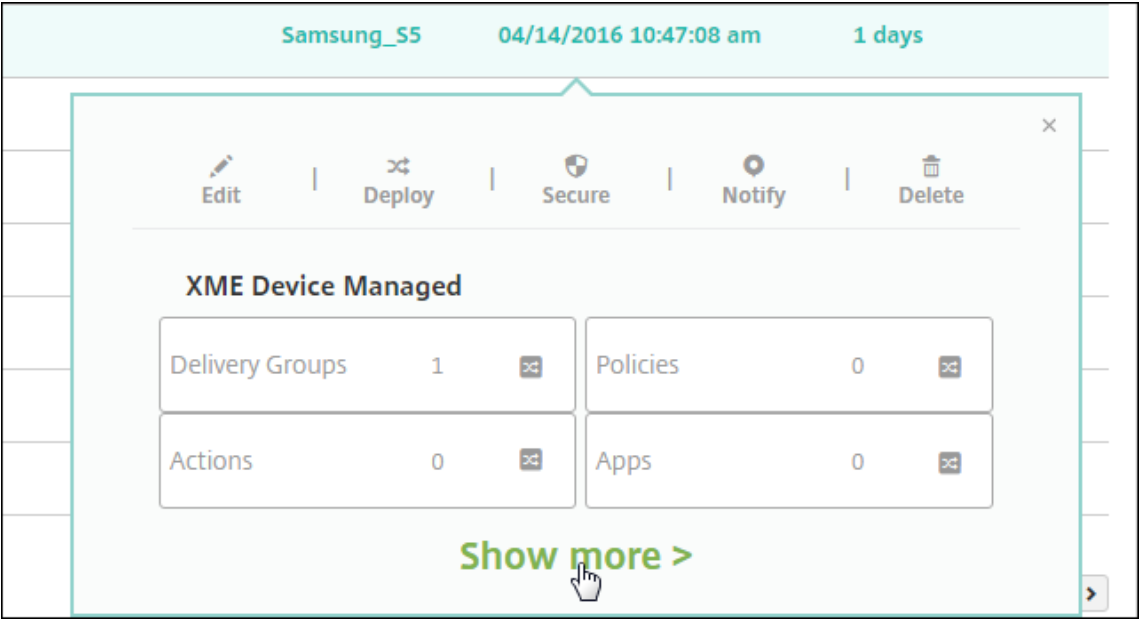 Samsung_S5 04/14/2016 10:47:08 am 1 days
Edit | Deploy | Secure | Notify | Delete
XME Device Managed
Delivery Groups 1 Policies 0
Actions 0 Apps 0
Show more >